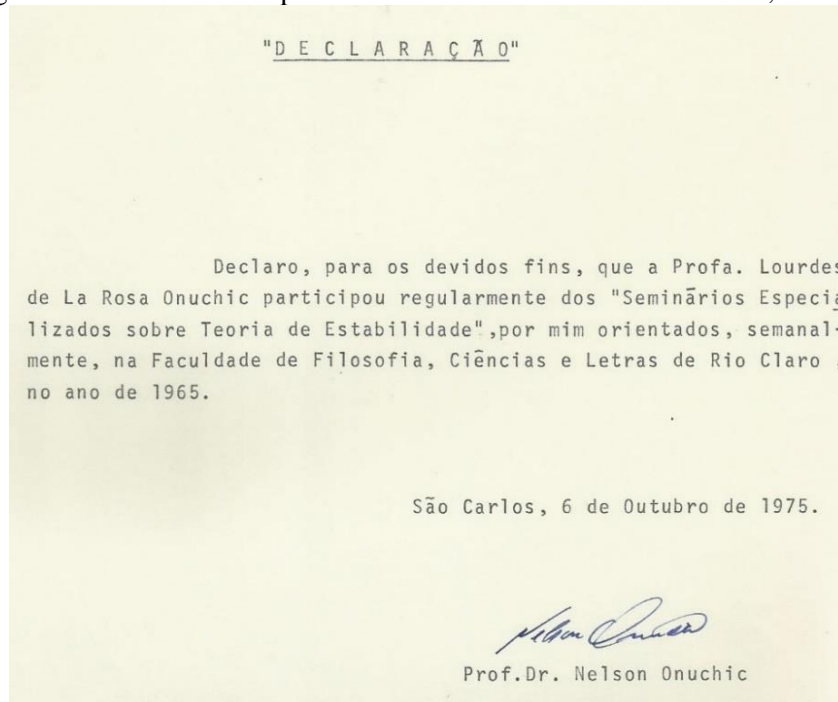 "D E C L A R A Ç Ã O"
Declaro, para os devidos fins, que a Profa. Lourdes
de La Rosa Onuchic participou regularmente dos "Seminários Especia
lizados sobre Teoria de Estabilidade",por mim orientados, semanal-
mente, na Faculdade de Filosofia, Ciências e Letras de Rio Claro ,
no ano de 1965.
São Carlos, 6 de Outubro de 1975.
Nelson Onuchic
Prof.Dr. Nelson Onuchic